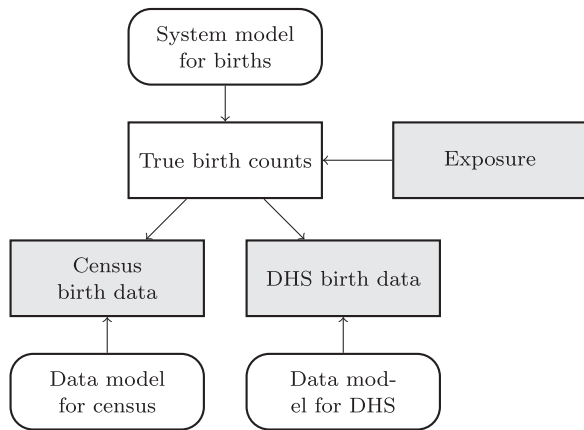 System model
for births
True birth counts
Exposure
Census
birth data
DHS birth data
Data model
for census
Data mod-
el for DHS